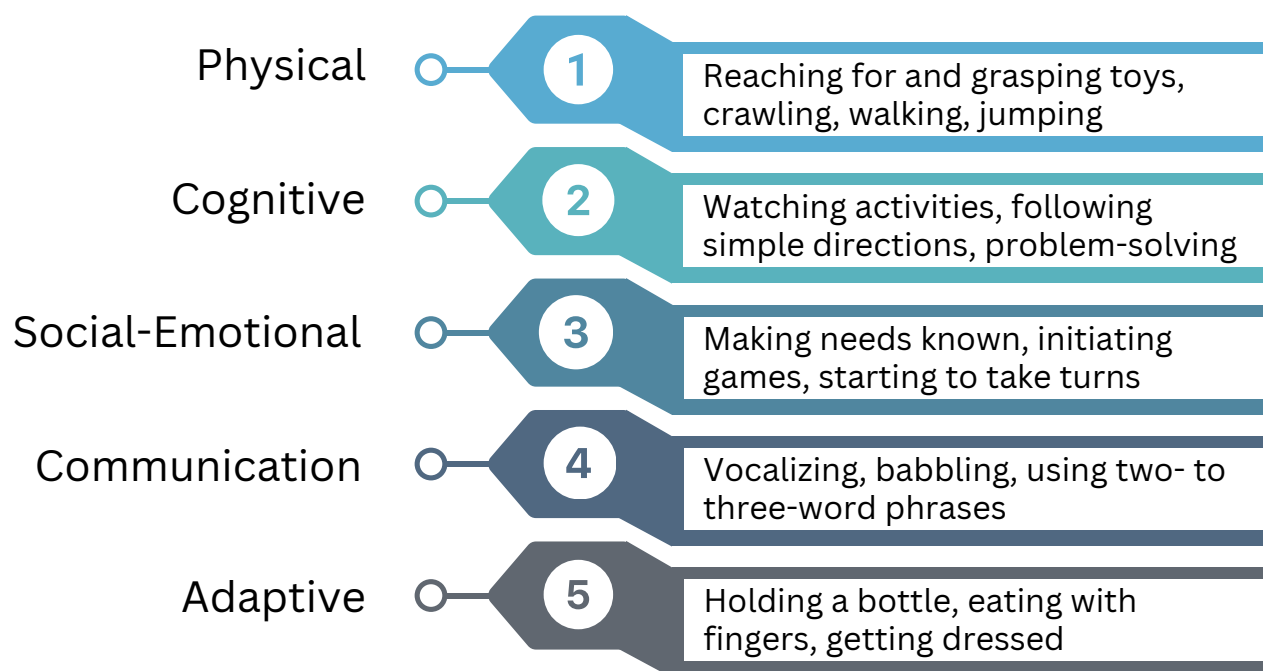 Physical
1
Reaching for and grasping toys,
crawling, walking, jumping
Cognitive
2
Watching activities, following
simple directions, problem-solving
Social-Emotional
3
Making needs known, initiating
games, starting to take turns
Communication
4
Vocalizing, babbling, using two- to
three-word phrases
Adaptive
5
Holding a bottle, eating with
fingers, getting dressed